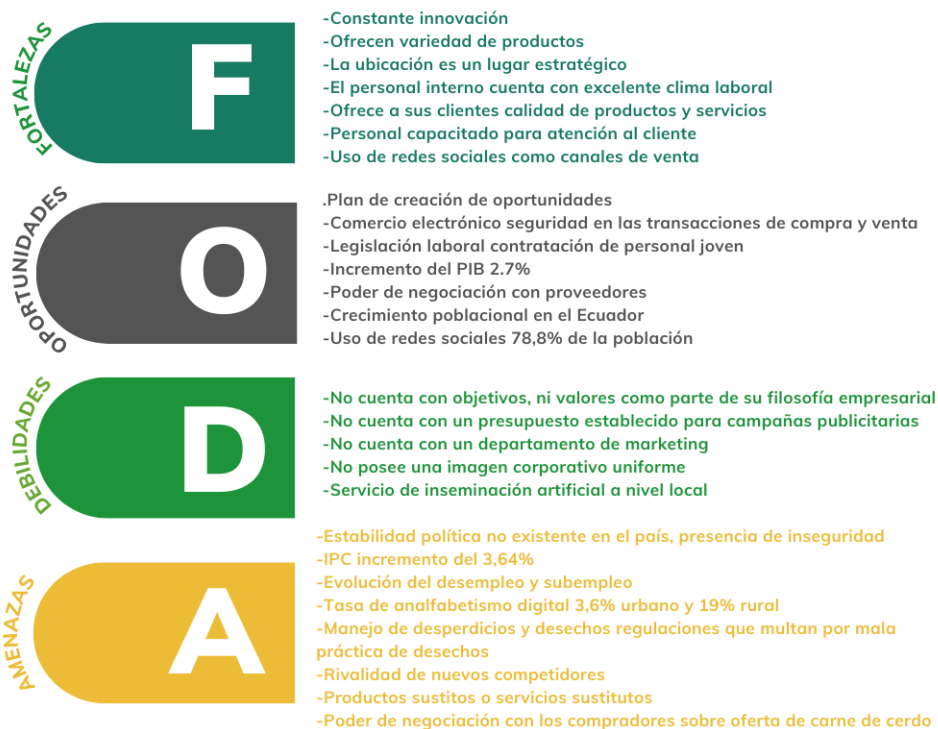 FORTALEZAS
F
-Constante innovación
-Ofrecen variedad de productos
-La ubicación es un lugar estratégico
-El personal interno cuenta con excelente clima laboral
-Ofrece a sus clientes calidad de productos y servicios
-Personal capacitado para atención al cliente
-Uso de redes sociales como canales de venta
OPORTUNIDADES
O
.Plan de creación de oportunidades
-Comercio electrónico seguridad en las transacciones de compra y venta
-Legislación laboral contratación de personal joven
-Incremento del PIB 2.7%
-Poder de negociación con proveedores
-Crecimiento poblacional en el Ecuador
-Uso de redes sociales 78,8% de la población
DEBILIDADES
D
-No cuenta con objetivos, ni valores como parte de su filosofía empresarial
-No cuenta con un presupuesto establecido para campañas publicitarias
-No cuenta con un departamento de marketing
-No posee una imagen corporativo uniforme
-Servicio de inseminación artificial a nivel local
AMENAZAS
A
-Estabilidad política no existente en el país, presencia de inseguridad
-IPC incremento del 3,64%
-Evolución del desempleo y subempleo
-Tasa de analfabetismo digital 3,6% urbano y 19% rural
-Manejo de desperdicios y desechos regulaciones que multan por mala
práctica de desechos
-Rivalidad de nuevos competidores
-Productos sustitos o servicios sustitutos
-Poder de negociación con los compradores sobre oferta de carne de cerdo